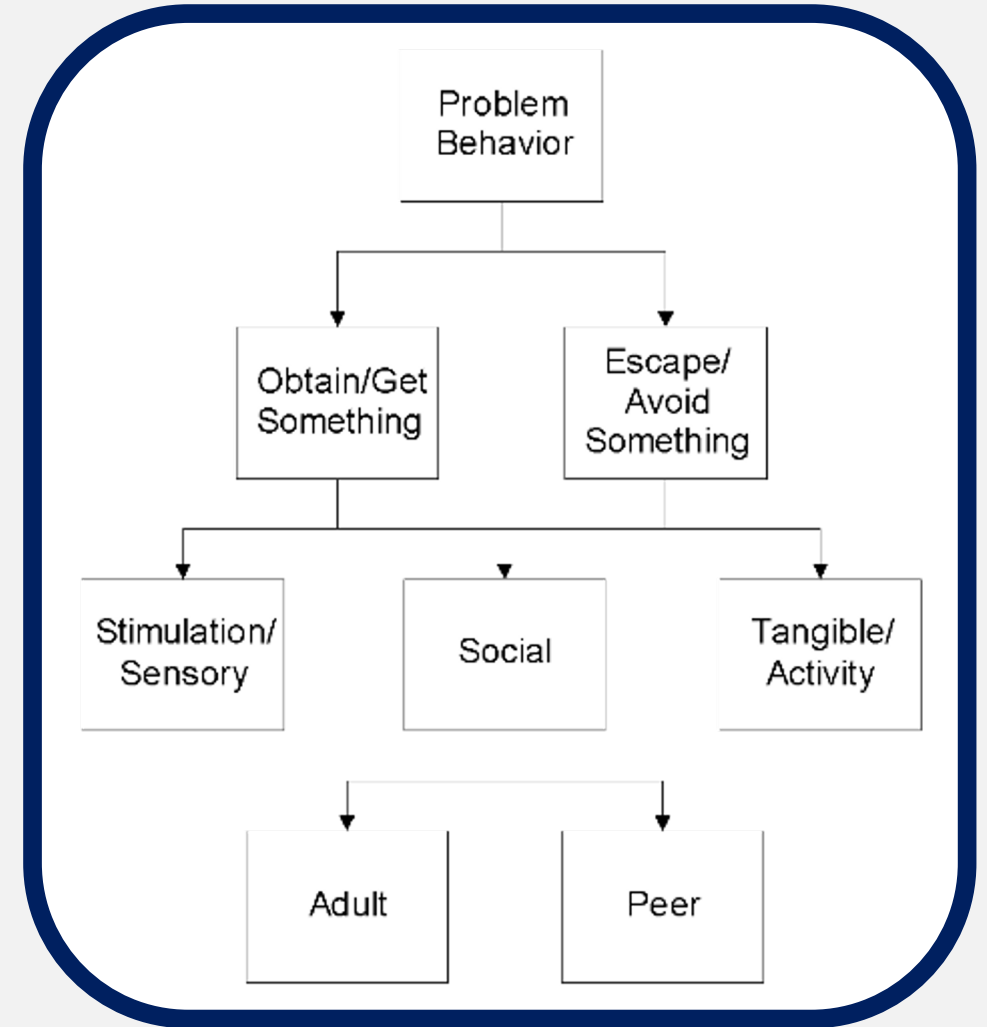 Problem
Behavior
Obtain/Get
Something
Escape/
Avoid
Something
Stimulation/
Sensory
Social
Tangible/
Activity
Adult
Peer